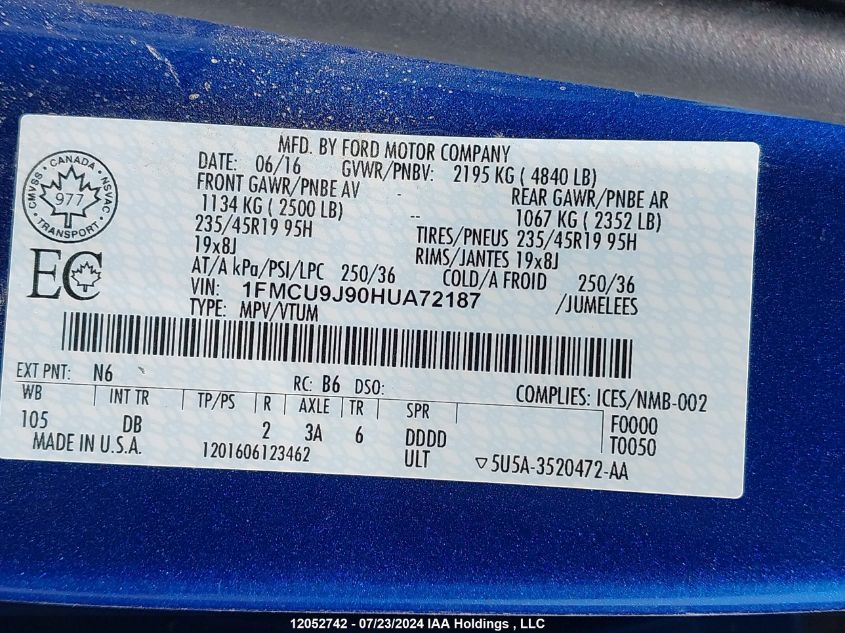 MFD. BY FORD MOTOR COMPANY
DATE: 06/16 GVWR/PNBV: 2195 KG ( 4840 LB)
FRONT GAWR/PNBE AV REAR GAWR/PNBE AR
1134 KG ( 2500 LB) -- 1067 KG ( 2352 LB)
235/45R19 95H TIRES/PNEUS 235/45R19 95H
19x8J RIMS/JANTES 19x8J
AT/A kPa/PSI/LPC 250/36 COLD/A FROID 250/36
VIN: 1FMCU9J90HUA72187 /JUMELEES
TYPE: MPV/VTUM
CANADA
CMVSS NSVAC
977
TRANSPORT
EC
EXT PNT: N6 RC: B6 DSO: COMPLIES: ICES/NMB-002
WB INT TR TP/PS R AXLE TR SPR F0000
105 DB 2 3A 6 DDDD T0050
MADE IN U.S.A. 1201606123462 ULT ▽5U5A-3520472-AA
12052742 - 07/23/2024 IAA Holdings , LLC